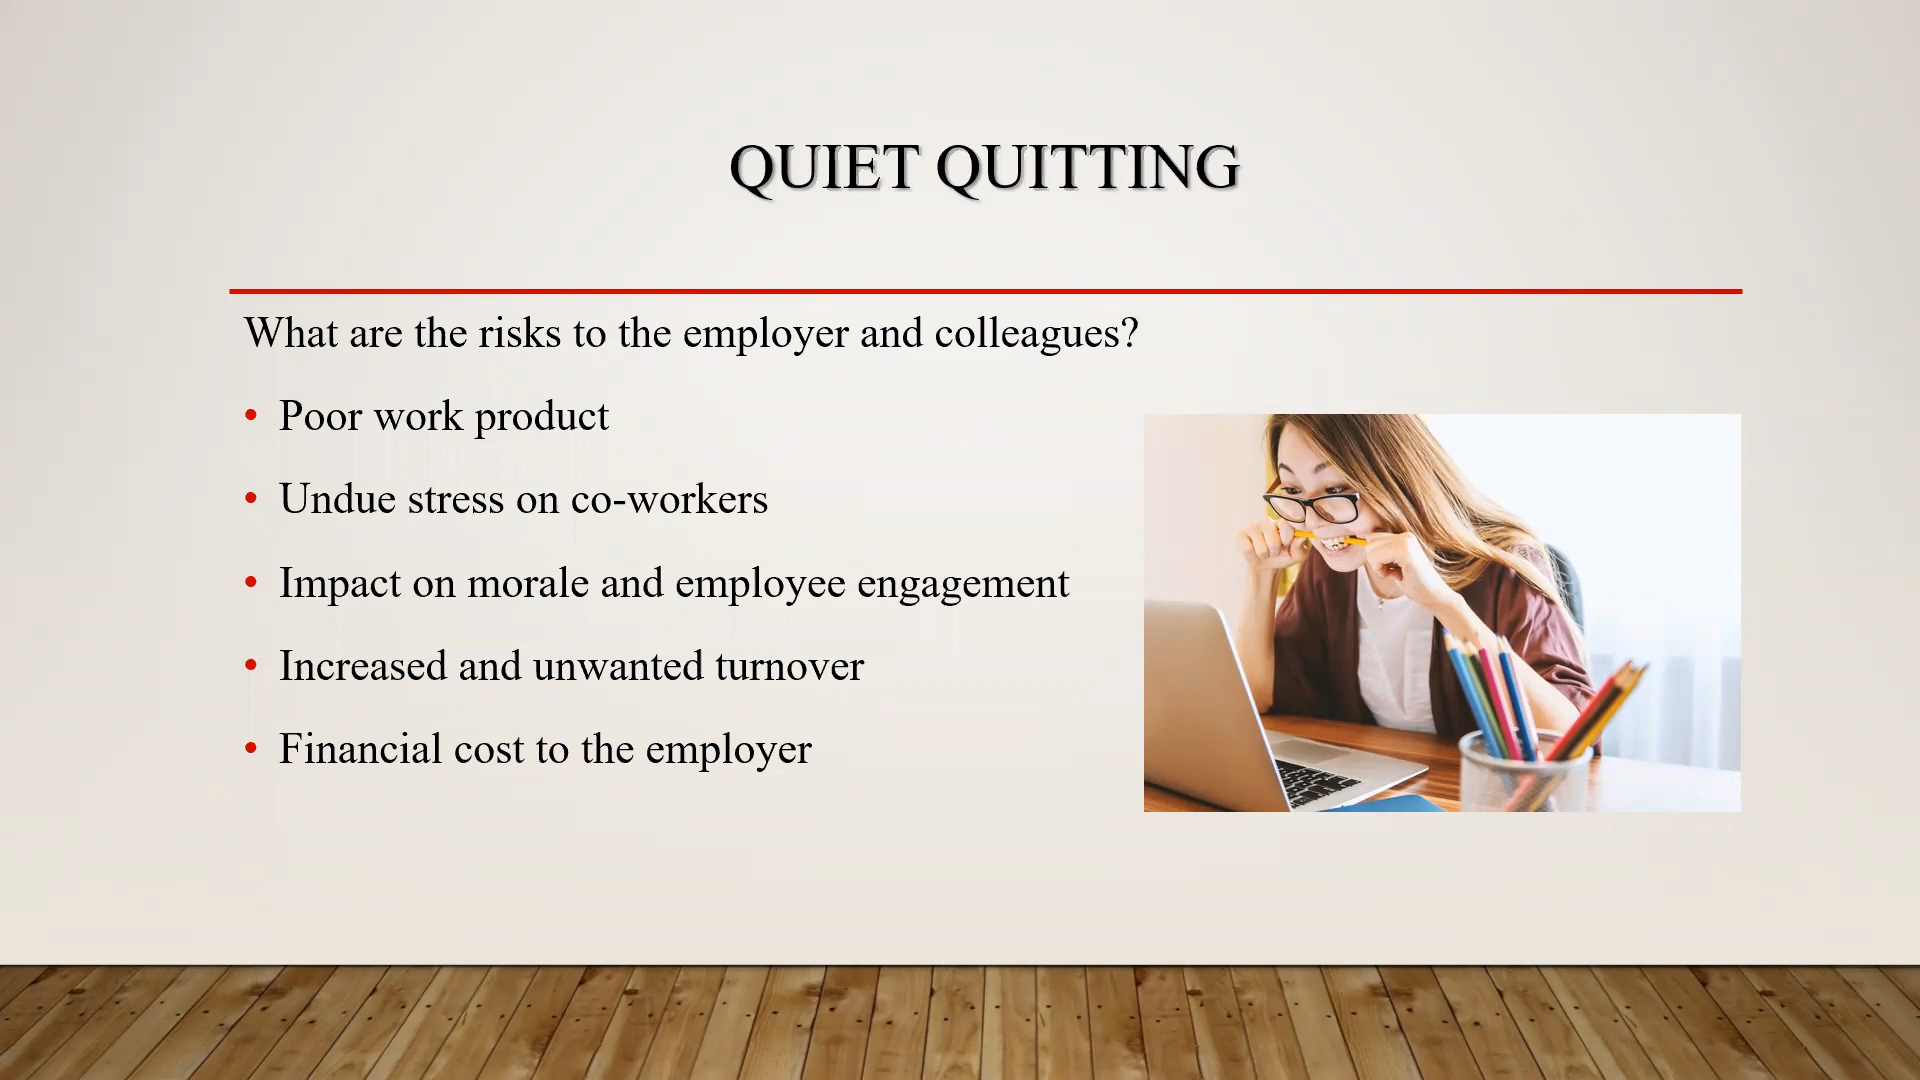 QUIET QUITTING
What are the risks to the employer and colleagues?
• Poor work product
• Undue stress on co-workers
• Impact on morale and employee engagement
• Increased and unwanted turnover
• Financial cost to the employer